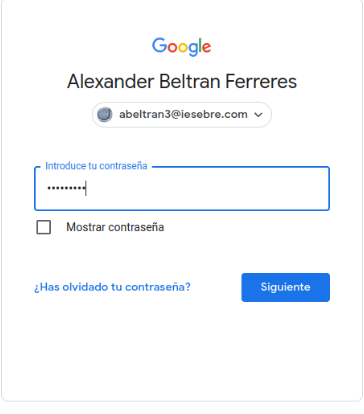 Google
Alexander Beltran Ferreres
abeltran3@iesebre.com
Introduce tu contraseña
•••••••••
Mostrar contraseña
¿Has olvidado tu contraseña?
Siguiente